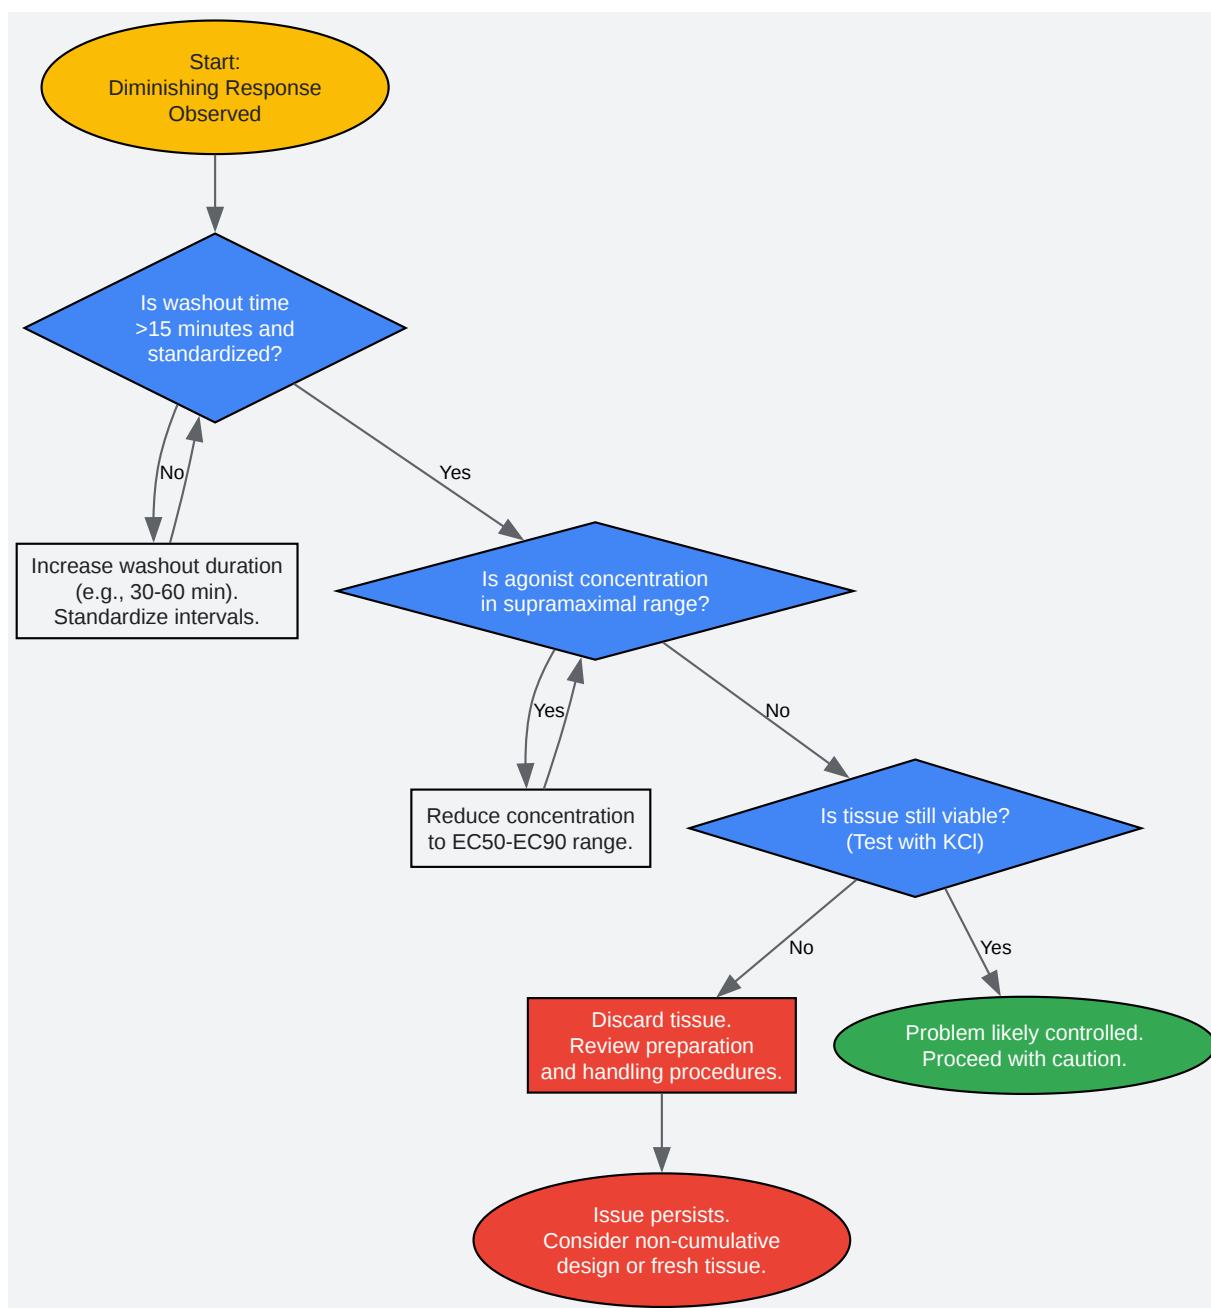 Start:
Diminishing Response
Observed
Is washout time
>15 minutes and
standardized?
No
Yes
Increase washout duration
(e.g., 30-60 min).
Standardize intervals.
Is agonist concentration
in supramaximal range?
Yes
No
Reduce concentration
to EC50-EC90 range.
Is tissue still viable?
(Test with KCl)
No
Yes
Discard tissue.
Review preparation
and handling procedures.
Problem likely controlled.
Proceed with caution.
Issue persists.
Consider non-cumulative
design or fresh tissue.